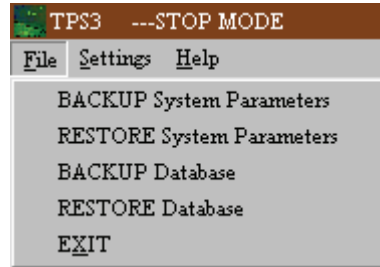 TPS3 ---STOP MODE
File Settings Help
BACKUP System Parameters
RESTORE System Parameters
BACKUP Database
RESTORE Database
EXIT